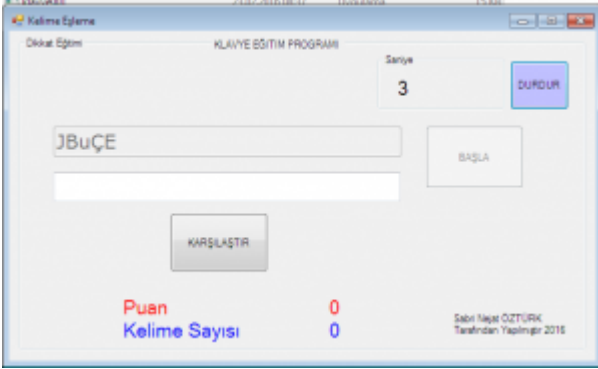 Kelime Eşleme
Dikkat Eğitimi
KLAVYE EĞİTİM PROGRAMI
Saniye
3
DURDUR
JBuÇE
BAŞLA
KARŞILAŞTIR
Puan 0
Kelime Sayısı 0
Sabri Nejat ÖZTÜRK
Tarafından Yapılmıştır 2016